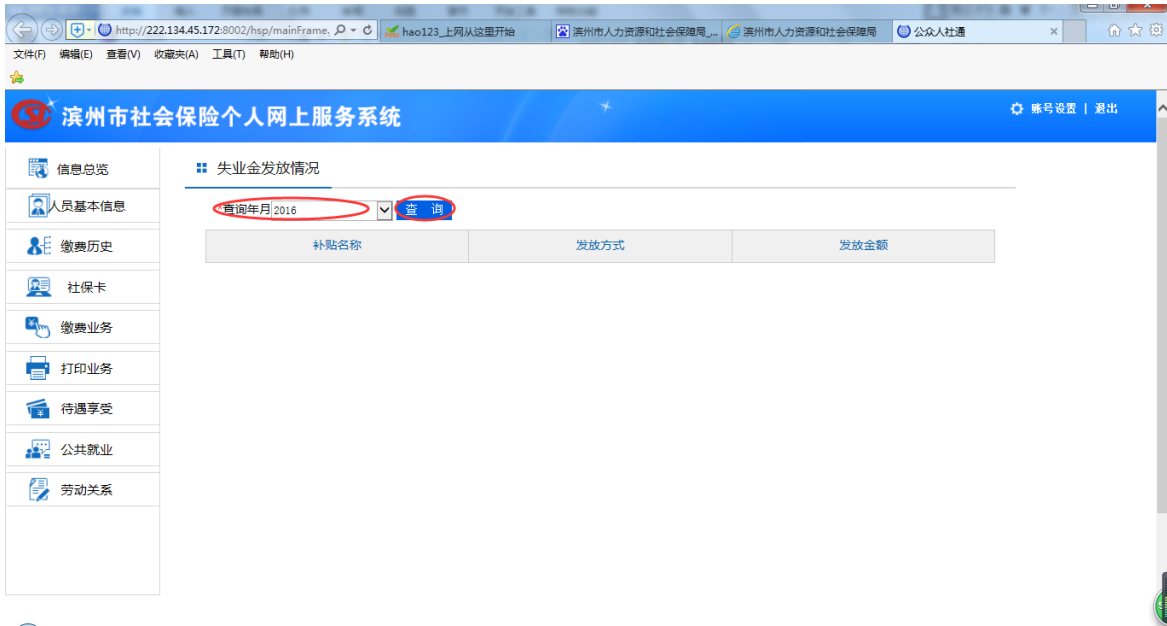 http://222.134.45.172:8002/hsp/mainFrame.
hao123_上网从这里开始
滨州市人力资源和社会保障局_...
滨州市人力资源和社会保障局
公众人社通
文件(F) 编辑(E) 查看(V) 收藏夹(A) 工具(T) 帮助(H)
滨州市社会保险个人网上服务系统
账号设置 | 退出
信息总览
人员基本信息
缴费历史
社保卡
缴费业务
打印业务
待遇享受
公共就业
劳动关系
失业金发放情况
*查询年月 2016 查 询
补贴名称 发放方式 发放金额